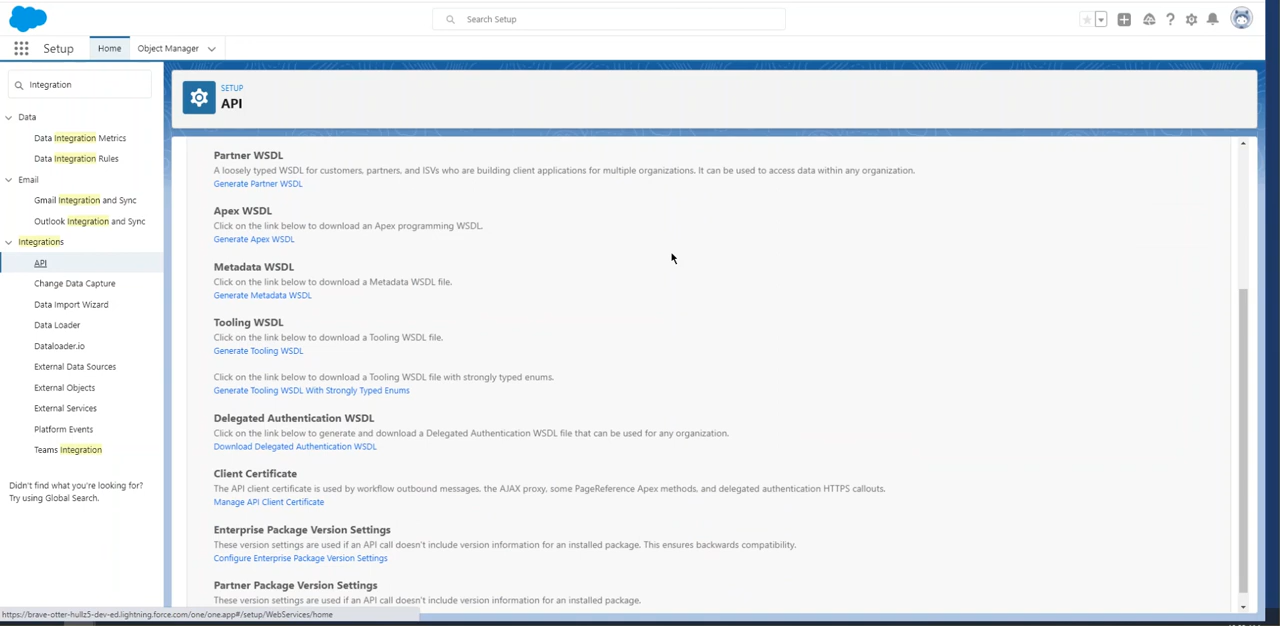 Search Setup
Setup
Home
Object Manager
Integration
Data
Data Integration Metrics
Data Integration Rules
Email
Gmail Integration and Sync
Outlook Integration and Sync
Integrations
API
Change Data Capture
Data Import Wizard
Data Loader
Dataloader.io
External Data Sources
External Objects
External Services
Platform Events
Teams Integration
Didn't find what you're looking for?
Try using Global Search.
SETUP
API
Partner WSDL
A loosely typed WSDL for customers, partners, and ISVs who are building client applications for multiple organizations. It can be used to access data within any organization.
Generate Partner WSDL
Apex WSDL
Click on the link below to download an Apex programming WSDL.
Generate Apex WSDL
Metadata WSDL
Click on the link below to download a Metadata WSDL file.
Generate Metadata WSDL
Tooling WSDL
Click on the link below to download a Tooling WSDL file.
Generate Tooling WSDL
Click on the link below to download a Tooling WSDL file with strongly typed enums.
Generate Tooling WSDL With Strongly Typed Enums
Delegated Authentication WSDL
Click on the link below to generate and download a Delegated Authentication WSDL file that can be used for any organization.
Download Delegated Authentication WSDL
Client Certificate
The API client certificate is used by workflow outbound messages, the AJAX proxy, some PageReference Apex methods, and delegated authentication HTTPS callouts.
Manage API Client Certificate
Enterprise Package Version Settings
These version settings are used if an API call doesn't include version information for an installed package. This ensures backwards compatibility.
Configure Enterprise Package Version Settings
Partner Package Version Settings
These version settings are used if an API call doesn't include version information for an installed package.
https://brave-otter-hullz5-dev-ed.lightning.force.com/one/one.app#/setup/WebServices/home